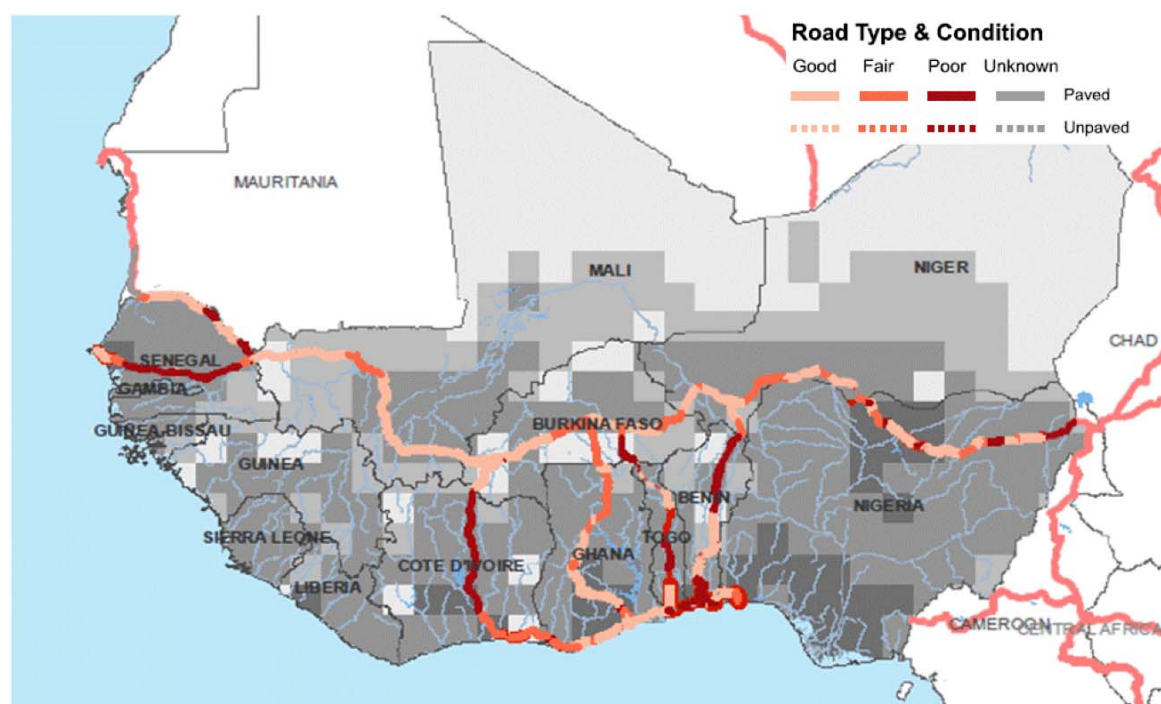 Road Type & Condition
Good Fair Poor Unknown
Paved
Unpaved
MAURITANIA
MALI
NIGER
CHAD
SENEGAL
GAMBIA
GUINEA-BISSAU
BURKINA FASO
GUINEA
BENIN
NIGERIA
SIERRA LEONE
COTE D'IVOIRE
GHANA
TOGO
LIBERIA
CAMEROON
CENTRAL AFRICA